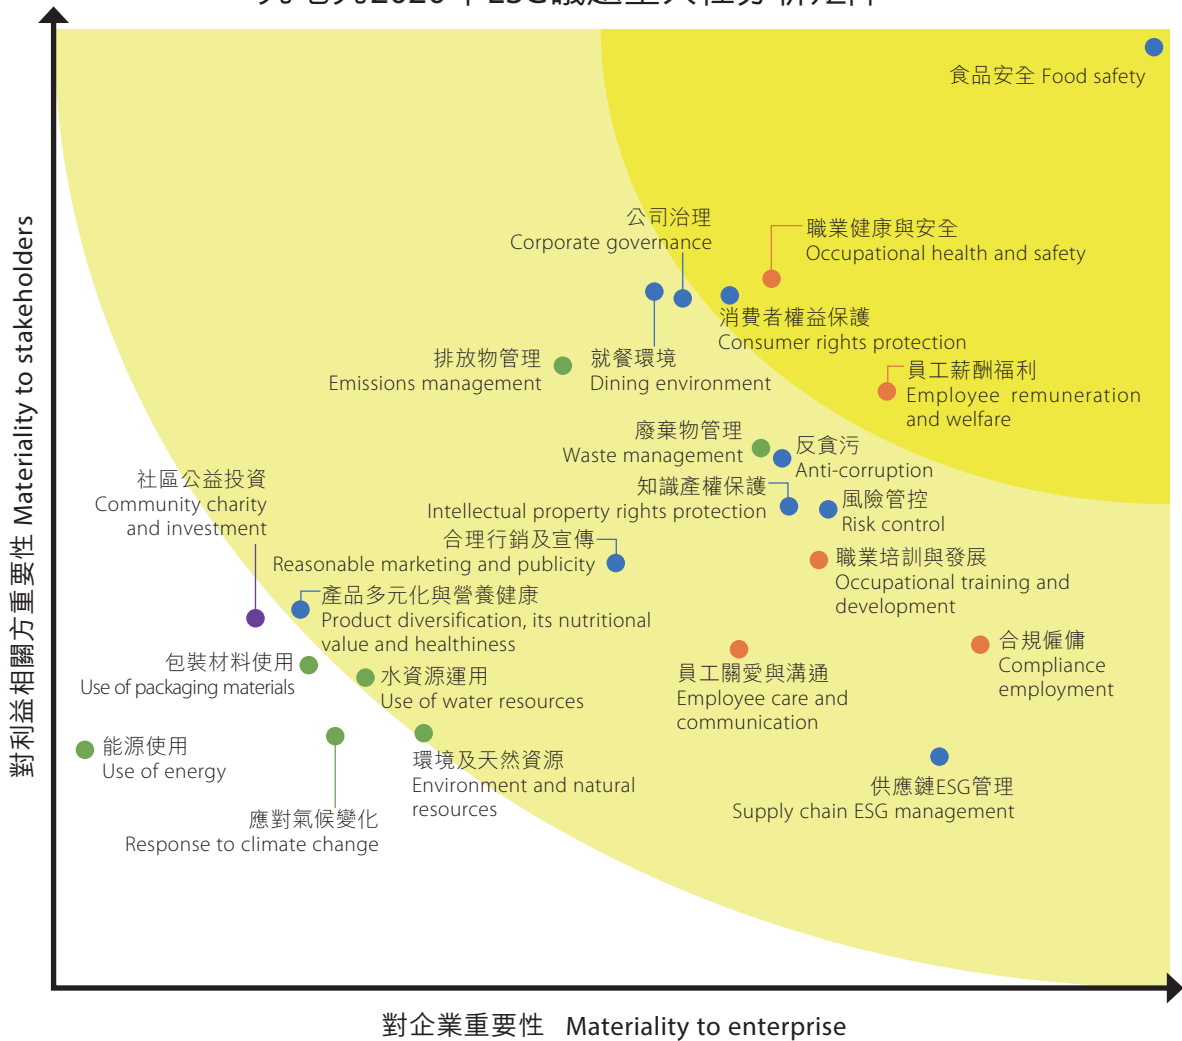 食品安全 Food safety
公司治理
Corporate governance
職業健康與安全
Occupational health and safety
消費者權益保護
Consumer rights protection
排放物管理
Emissions management
就餐環境
Dining environment
員工薪酬福利
Employee remuneration
and welfare
廢棄物管理
Waste management
反貪污
Anti-corruption
社區公益投資
Community charity
and investment
知識產權保護
Intellectual property rights protection
風險管控
Risk control
合理行銷及宣傳
Reasonable marketing and publicity
職業培訓與發展
Occupational training and
development
產品多元化與營養健康
Product diversification, its nutritional
value and healthiness
合規僱傭
Compliance
employment
包裝材料使用
Use of packaging materials
水資源運用
Use of water resources
員工關愛與溝通
Employee care and
communication
能源使用
Use of energy
環境及天然資源
Environment and natural
resources
供應鏈ESG管理
Supply chain ESG management
應對氣候變化
Response to climate change
對利益相關方重要性 Materiality to stakeholders
對企業重要性 Materiality to enterprise